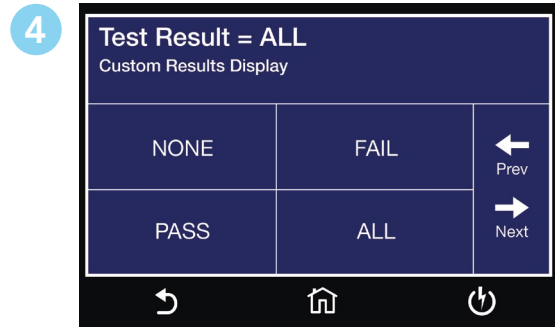 4
Test Result = ALL
Custom Results Display
NONE
FAIL
Prev
PASS
ALL
Next